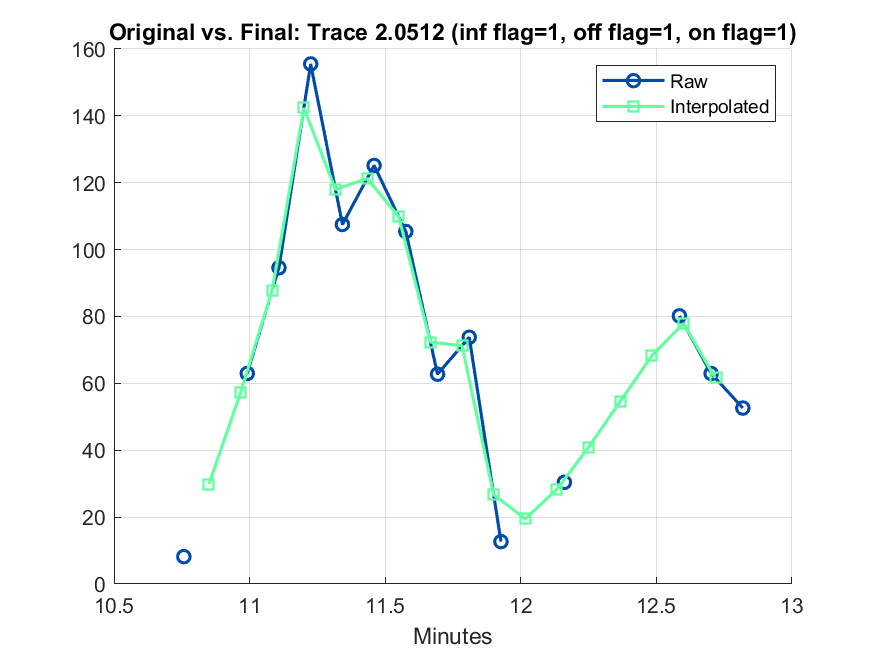 Original vs. Final: Trace 2.0512 (inf flag=1, off flag=1, on flag=1)
Raw
Interpolated
160
140
120
100
80
60
40
20
0
10.5 11 11.5 12 12.5 13
Minutes